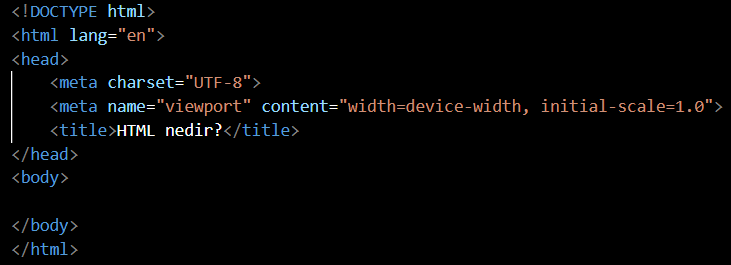 <!DOCTYPE html>
<html lang="en">
<head>
    <meta charset="UTF-8">
    <meta name="viewport" content="width=device-width, initial-scale=1.0">
    <title>HTML nedir?</title>
</head>
<body>

</body>
</html>